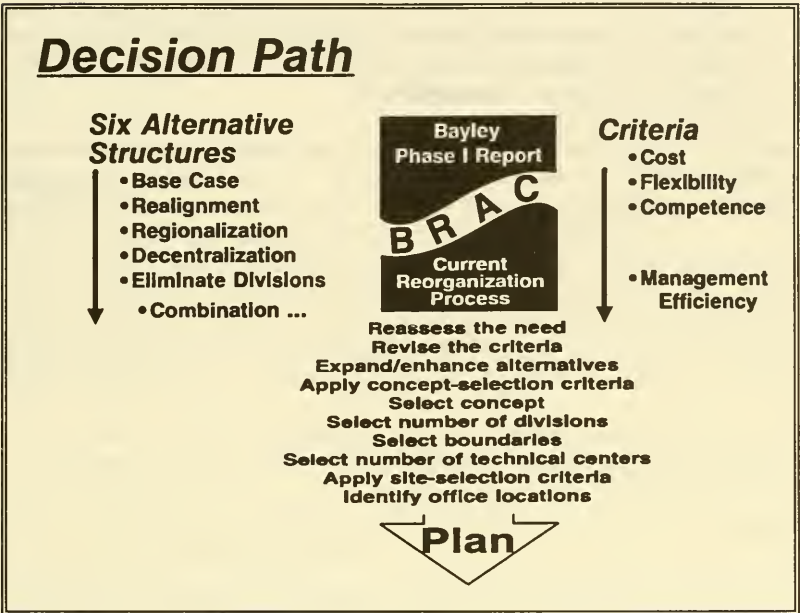 Decision Path
Six Alternative
Structures
•Base Case
•Realignment
•Regionalization
•Decentralization
•Eliminate Divisions
•Combination ...
Bayley
Phase I Report
BRAC
Current
Reorganization
Process
Criteria
•Cost
•Flexibility
•Competence
•Management
Efficiency
Reassess the need
Revise the criteria
Expand/enhance alternatives
Apply concept-selection criteria
Select concept
Select number of divisions
Select boundaries
Select number of technical centers
Apply site-selection criteria
Identify office locations
Plan